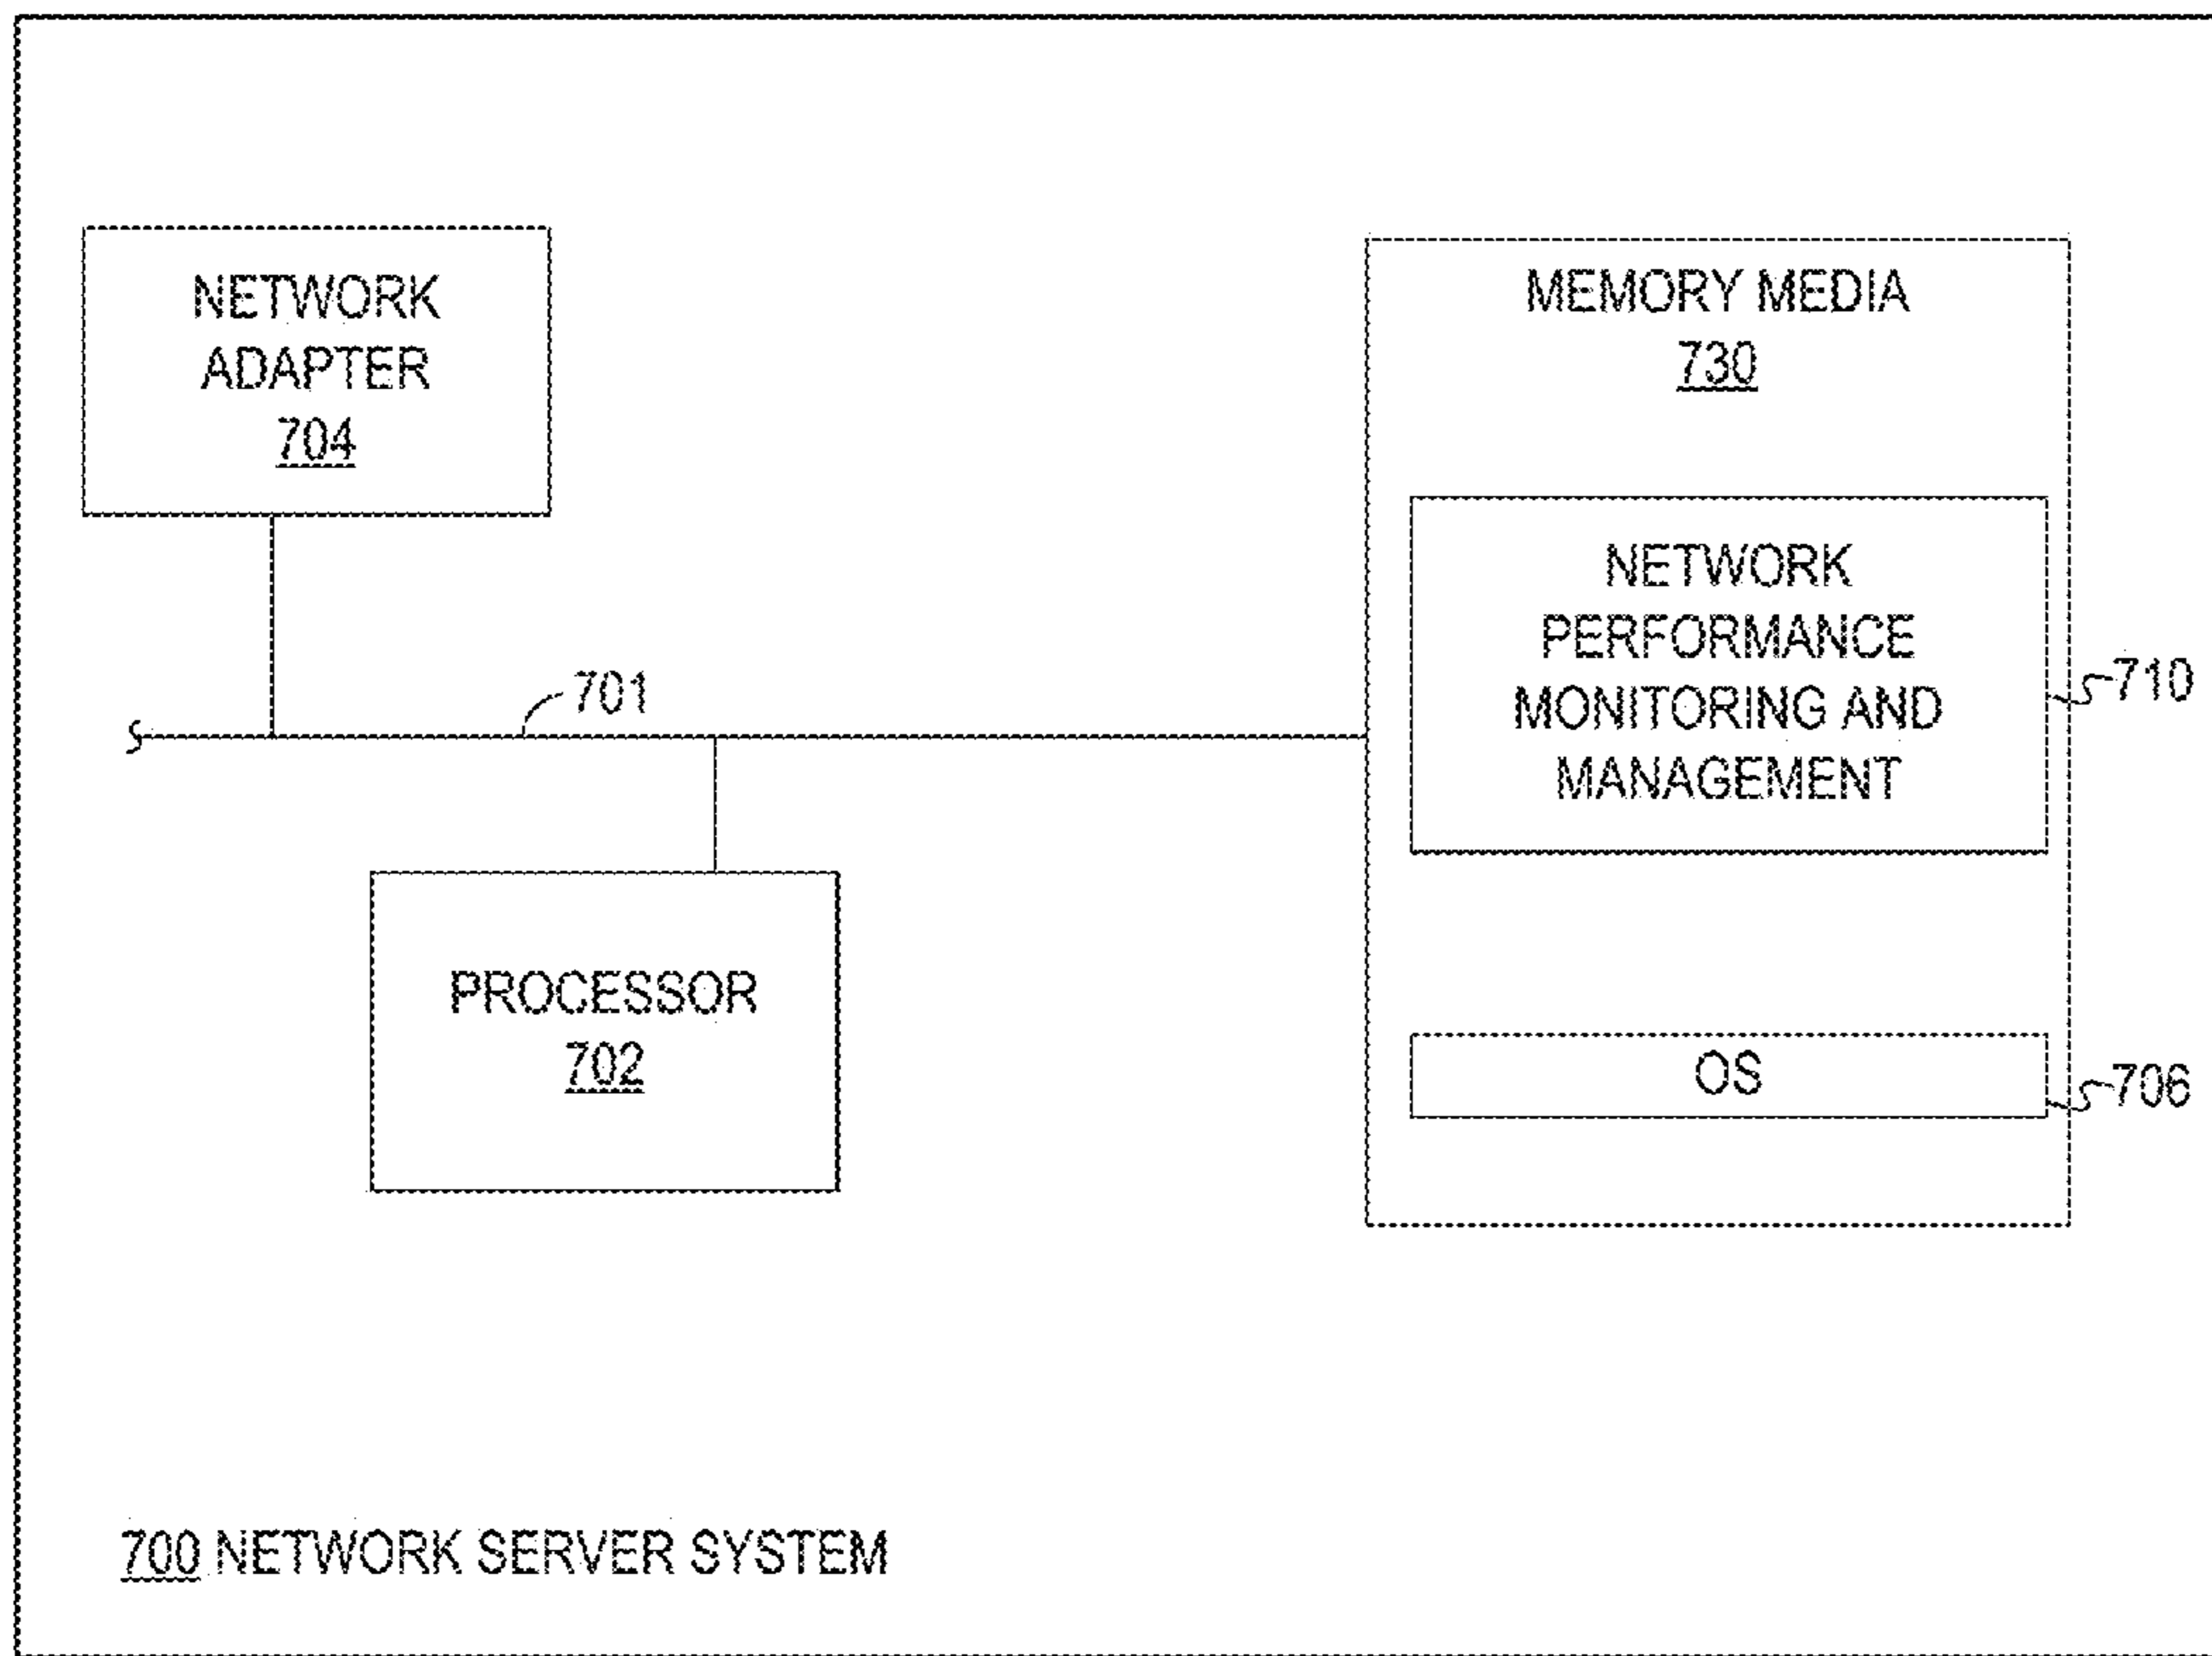 NETWORK
ADAPTER
704
MEMORY MEDIA
730
NETWORK
PERFORMANCE
MONITORING AND
MANAGEMENT
710
701
PROCESSOR
702
OS
706
700 NETWORK SERVER SYSTEM